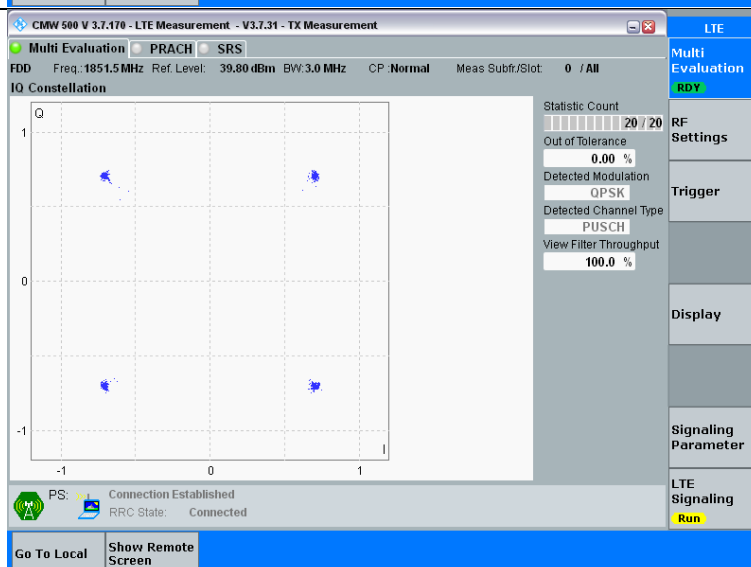 CMW 500 V 3.7.170 - LTE Measurement - V3.7.31 - TX Measurement
LTE
Multi Evaluation PRACH SRS
Multi
Evaluation
RDY
FDD Freq.:1851.5 MHz Ref. Level: 39.80 dBm BW:3.0 MHz CP :Normal Meas Subfr./Slot: 0 / All
IQ Constellation
Q
1
0
-1
I
-1 0 1
Statistic Count
20 / 20
Out of Tolerance
0.00 %
Detected Modulation
QPSK
Detected Channel Type
PUSCH
View Filter Throughput
100.0 %
RF
Settings
Trigger
Display
Signaling
Parameter
LTE
Signaling
Run
PS: Connection Established
RRC State: Connected
Go To Local
Show Remote
Screen